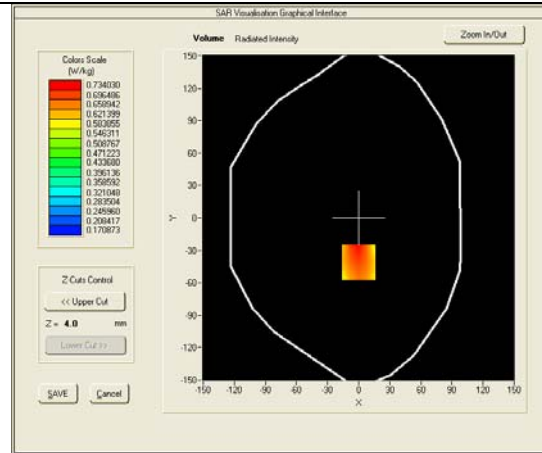 SAR Visualisation Graphical Interface
Volume Radiated Intensity
Zoom In/Out
Colors Scale
(W/kg)
0.734030
0.696486
0.658942
0.621399
0.583855
0.546311
0.508767
0.471223
0.433680
0.396136
0.358592
0.321048
0.283504
0.245960
0.208417
0.170873
Z Cuts Control
<< Upper Cut
Z = 4.0 mm
Lower Cut >>
SAVE Cancel
150
120
90
60
30
0
-30
-60
-90
-120
-150
Y
-150 -120 -90 -60 -30 0 30 60 90 120 150
X